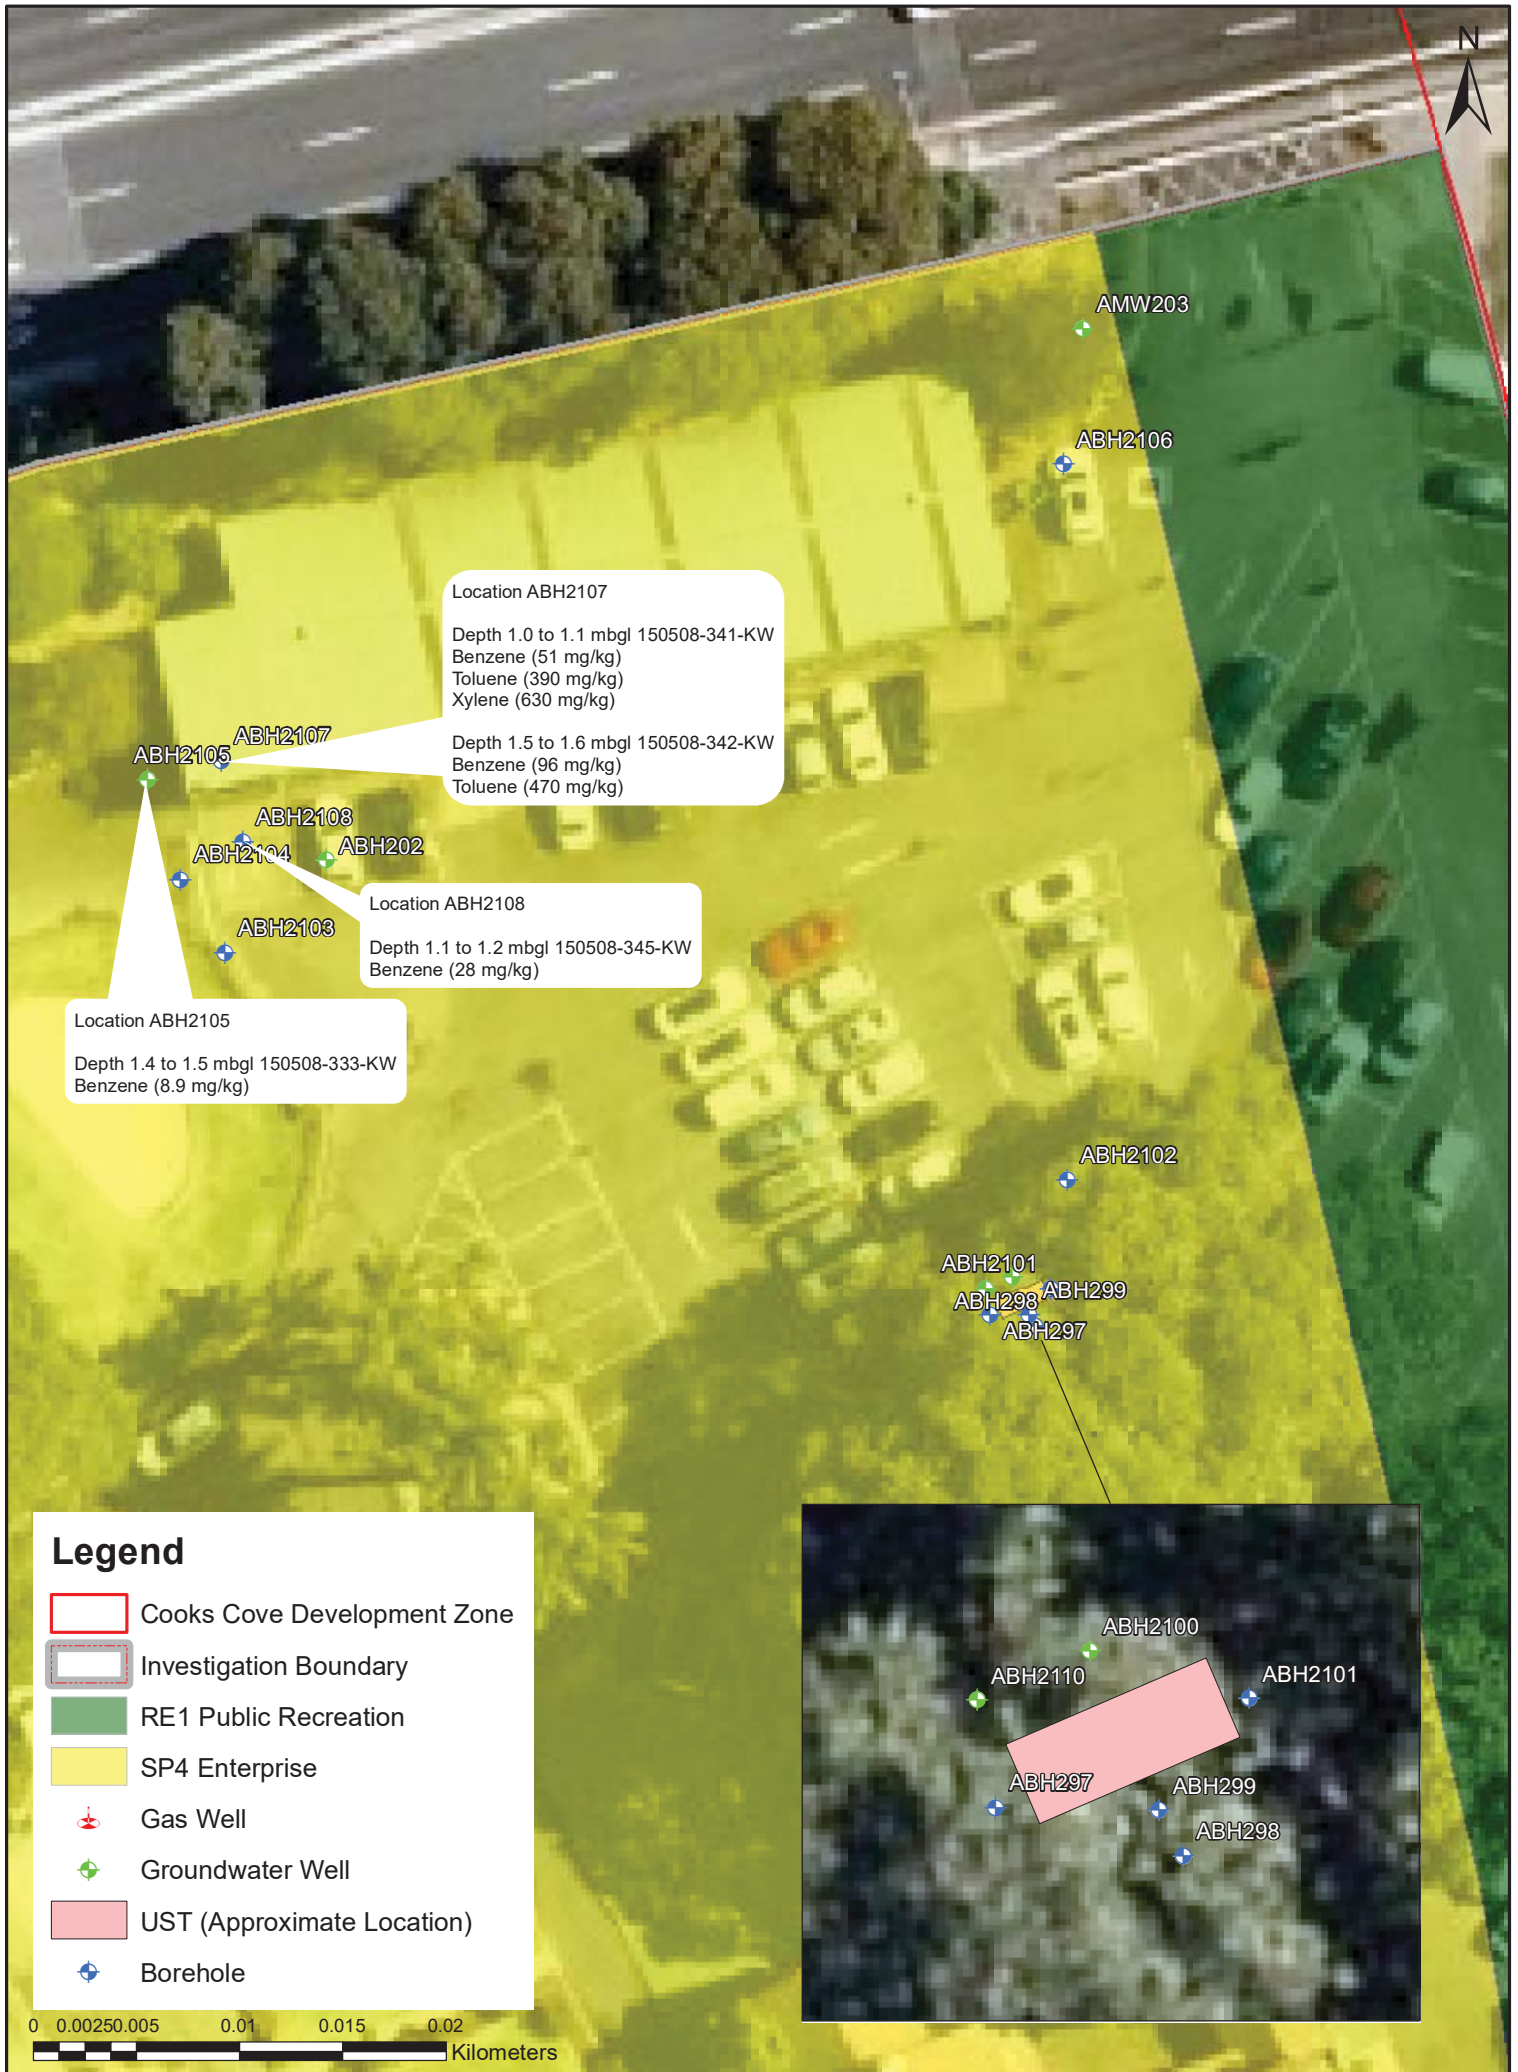 N
AMW203
ABH2106
Location ABH2107
Depth 1.0 to 1.1 mbgl 150508-341-KW
Benzene (51 mg/kg)
Toluene (390 mg/kg)
Xylene (630 mg/kg)
Depth 1.5 to 1.6 mbgl 150508-342-KW
Benzene (96 mg/kg)
Toluene (470 mg/kg)
ABH2107
ABH2105
ABH2108
ABH202
ABH2104
ABH2103
Location ABH2108
Depth 1.1 to 1.2 mbgl 150508-345-KW
Benzene (28 mg/kg)
Location ABH2105
Depth 1.4 to 1.5 mbgl 150508-333-KW
Benzene (8.9 mg/kg)
ABH2102
ABH2101
ABH299
ABH298
ABH297
Legend
Cooks Cove Development Zone
Investigation Boundary
RE1 Public Recreation
SP4 Enterprise
Gas Well
Groundwater Well
UST (Approximate Location)
Borehole
ABH2100
ABH2110
ABH2101
ABH297
ABH299
ABH298
0 0.0025 0.005 0.01 0.015 0.02
Kilometers